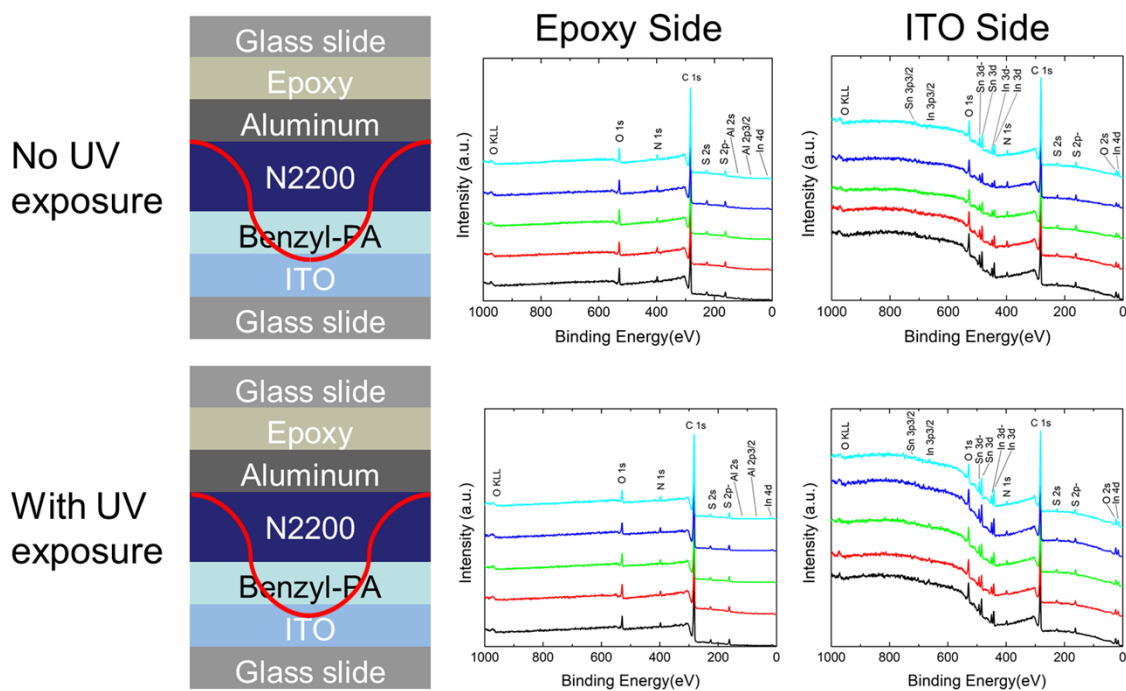 Epoxy Side
ITO Side
No UV
exposure
Glass slide
Epoxy
Aluminum
N2200
Benzyl-PA
ITO
Glass slide
O KLL
O 1s
N 1s
C 1s
S 2s
S 2p-
Al 2s
Al 2p3/2
In 4d
Intensity (a.u.)
1000 800 600 400 200 0
Binding Energy(eV)
O KLL
-Sn 3p3/2
In 3p3/2
O 1s
Sn 3d-
Sn 3d
In 3d-
In 3d
N 1s
C 1s
S 2s
S 2p-
O 2s
In 4d
Intensity (a.u.)
1000 800 600 400 200 0
Binding Energy(eV)
With UV
exposure
Glass slide
Epoxy
Aluminum
N2200
Benzyl-PA
ITO
Glass slide
O KLL
O 1s
N 1s
C 1s
S 2s
S 2p-
Al 2s
Al 2p3/2
-In 4d
Intensity (a.u.)
1000 800 600 400 200 0
Binding Energy(eV)
O KLL
-Sn 3p3/2
In 3p3/2
O 1s
Sn 3d-
Sn 3d
In 3d-
In 3d
N 1s
C 1s
S 2s
S 2p-
O 2s
In 4d
Intensity (a.u.)
1000 800 600 400 200 0
Binding Energy(eV)